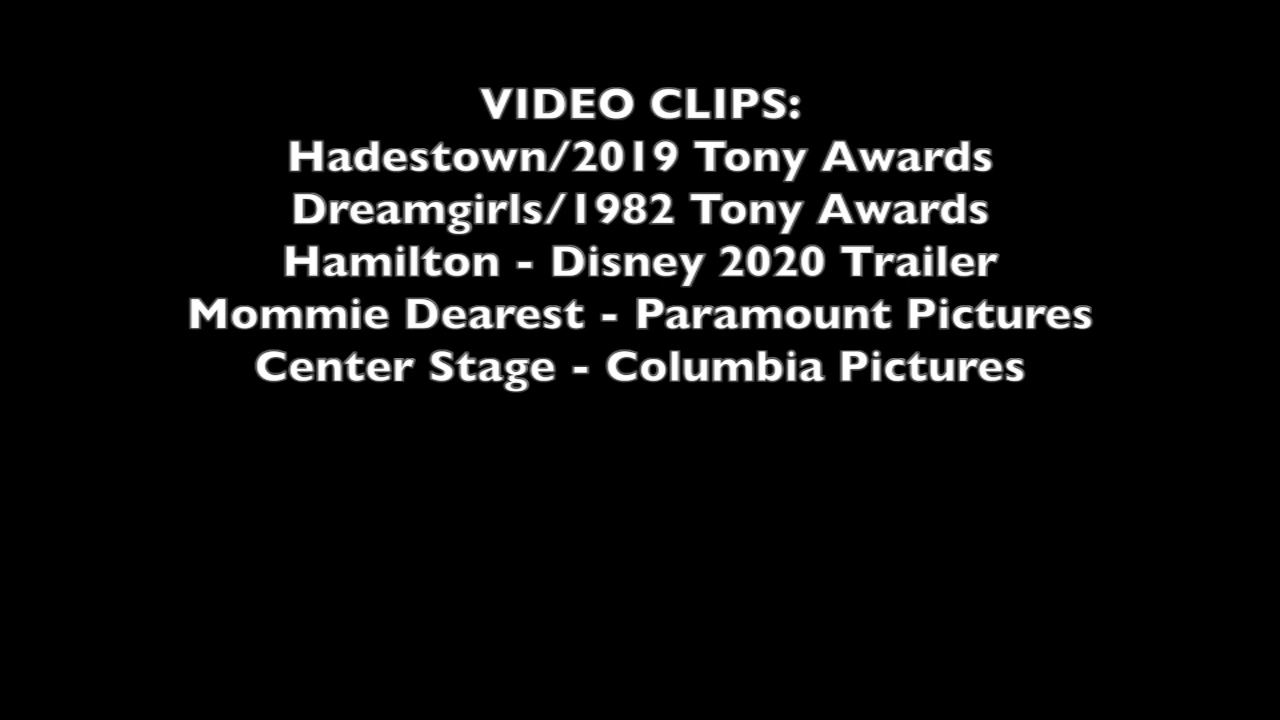 VIDEO CLIPS:
Hadestown/2019 Tony Awards
Dreamgirls/1982 Tony Awards
Hamilton - Disney 2020 Trailer
Mommie Dearest - Paramount Pictures
Center Stage - Columbia Pictures